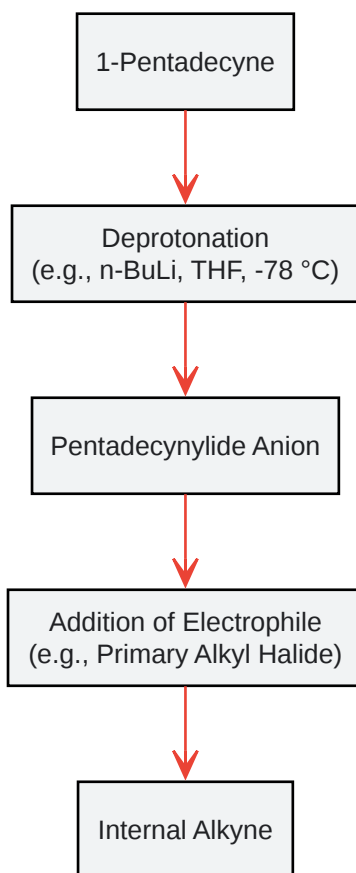 1-Pentadecyne
Deprotonation
(e.g., n-BuLi, THF, -78 °C)
Pentadecynylide Anion
Addition of Electrophile
(e.g., Primary Alkyl Halide)
Internal Alkyne